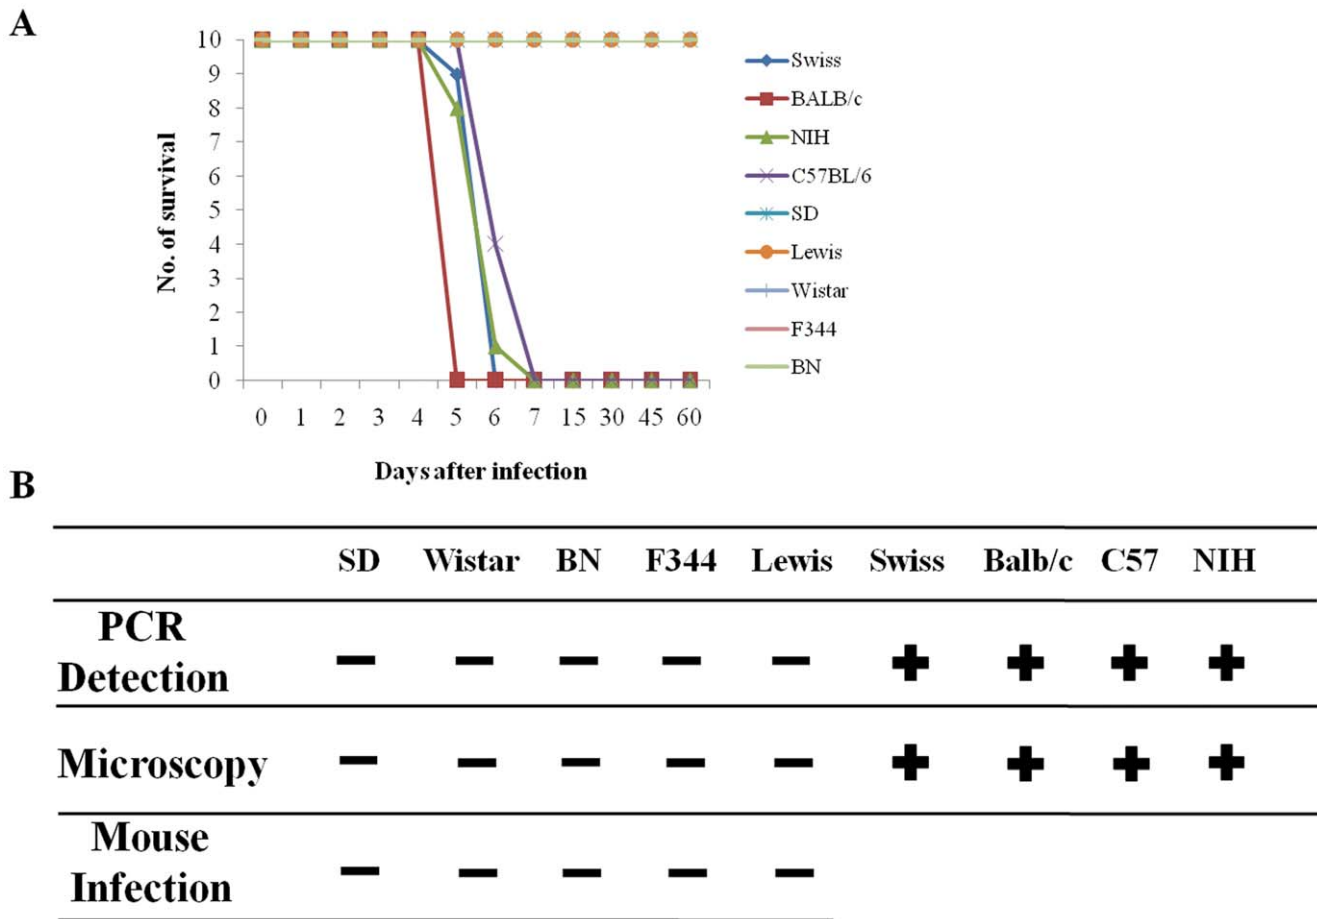 A
10
9
8
7
6
5
4
3
2
1
0
No. of survival
0 1 2 3 4 5 6 7 15 30 45 60
Days after infection
Swiss
BALB/c
NIH
C57BL/6
SD
Lewis
Wistar
F344
BN
B
SD Wistar BN F344 Lewis Swiss Balb/c C57 NIH
PCR
Detection
− − − − − + + + +
Microscopy − − − − − + + + +
Mouse
Infection
− − − − −